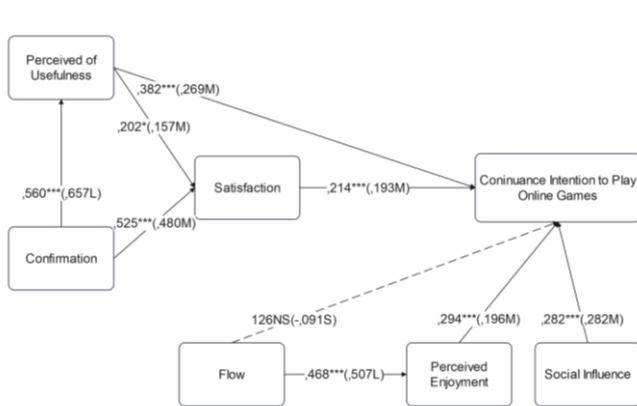 Perceived of
Usefulness
,382***(,269M)
,202*(,157M)
Satisfaction
,214***(,193M)
Coninuance Intention to Play
Online Games
,560***(,657L)
,525***(,480M)
Confirmation
126NS(-,091S)
,294***(,196M)
,282***(,282M)
Flow
,468***(,507L)
Perceived
Enjoyment
Social Influence